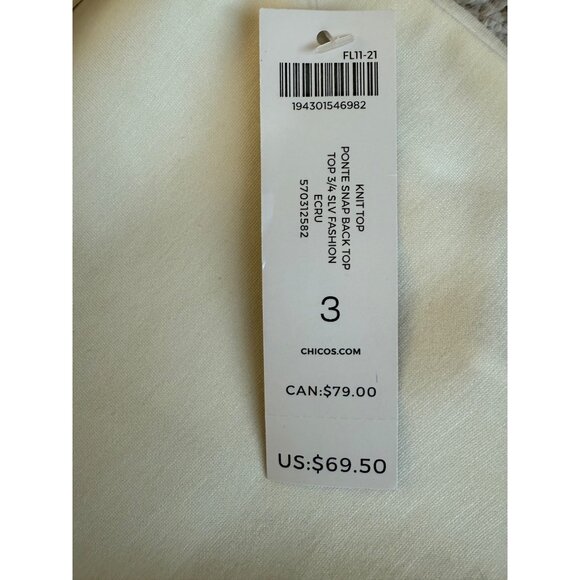 FL11-21
194301546982
KNIT TOP
PONTE SNAP BACK TOP
TOP 3/4 SLV FASHION
ECRU
570312582
3
CHICOS.COM
CAN:$79.00
US:$69.50